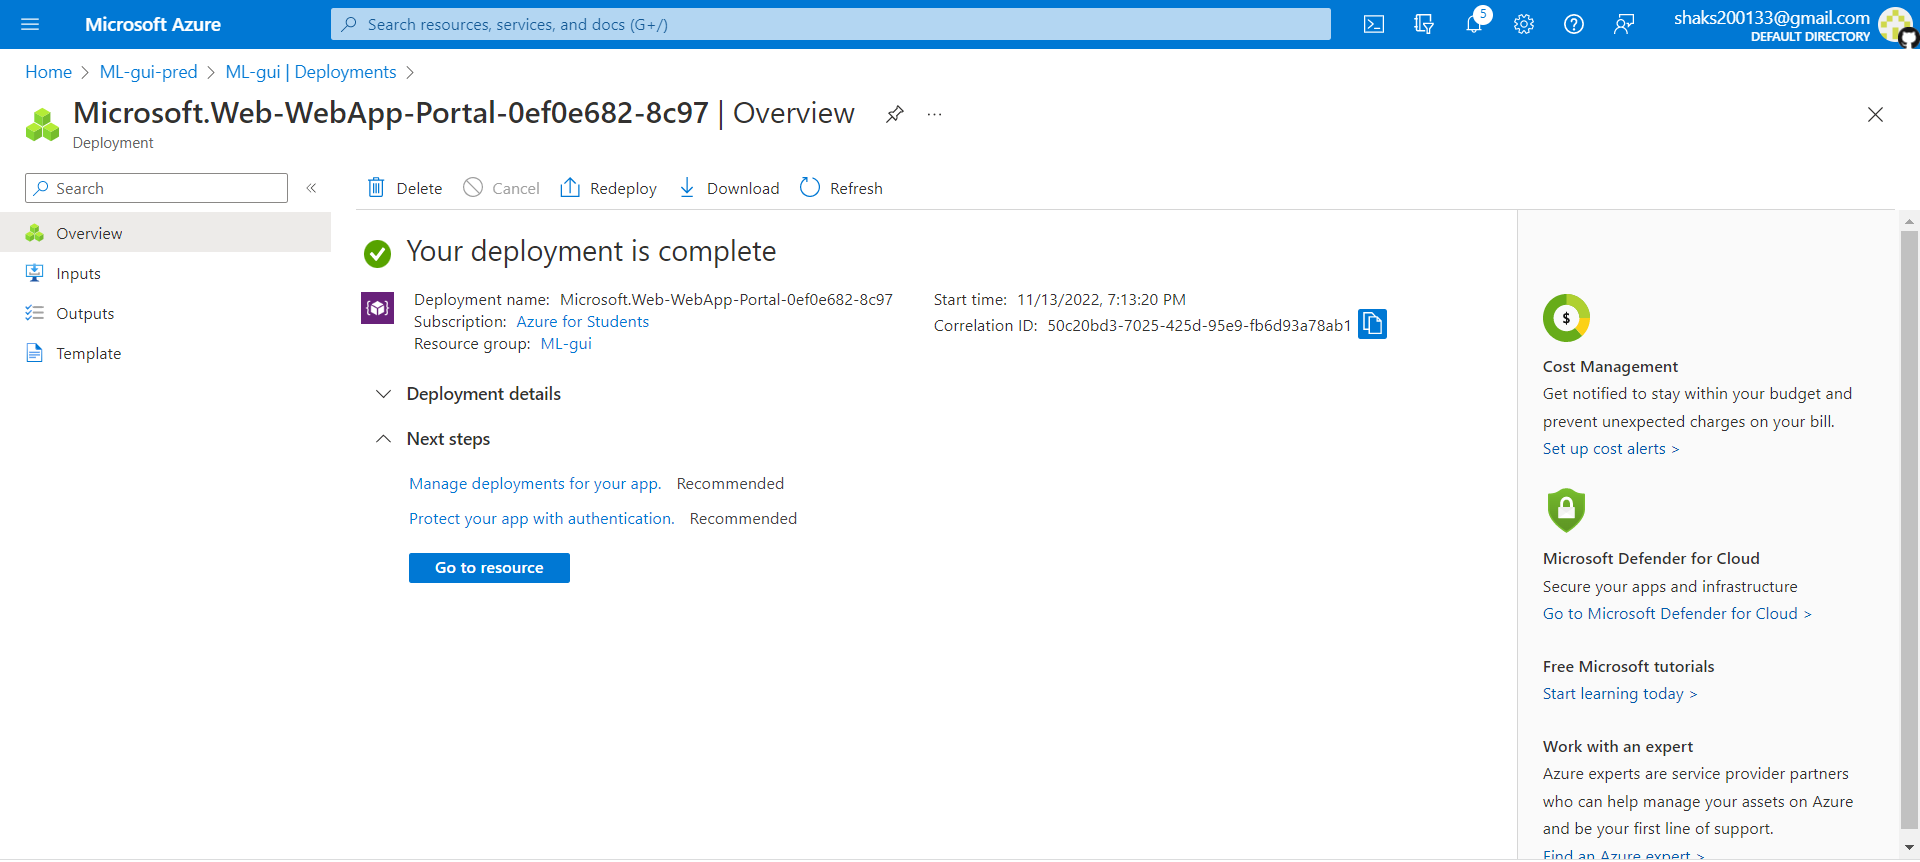 Microsoft Azure
Search resources, services, and docs (G+/)
5
shaks200133@gmail.com
DEFAULT DIRECTORY
Home > ML-gui-pred > ML-gui | Deployments >
Microsoft.Web-WebApp-Portal-0ef0e682-8c97 | Overview
...
Deployment
Search
«
Delete
Cancel
Redeploy
Download
Refresh
Overview
Inputs
Outputs
Template
Your deployment is complete
Deployment name: Microsoft.Web-WebApp-Portal-0ef0e682-8c97
Subscription: Azure for Students
Resource group: ML-gui
Start time: 11/13/2022, 7:13:20 PM
Correlation ID: 50c20bd3-7025-425d-95e9-fb6d93a78ab1
Deployment details
Next steps
Manage deployments for your app. Recommended
Protect your app with authentication. Recommended
Go to resource
$
Cost Management
Get notified to stay within your budget and
prevent unexpected charges on your bill.
Set up cost alerts >
Microsoft Defender for Cloud
Secure your apps and infrastructure
Go to Microsoft Defender for Cloud >
Free Microsoft tutorials
Start learning today >
Work with an expert
Azure experts are service provider partners
who can help manage your assets on Azure
and be your first line of support.
Find an Azure expert >